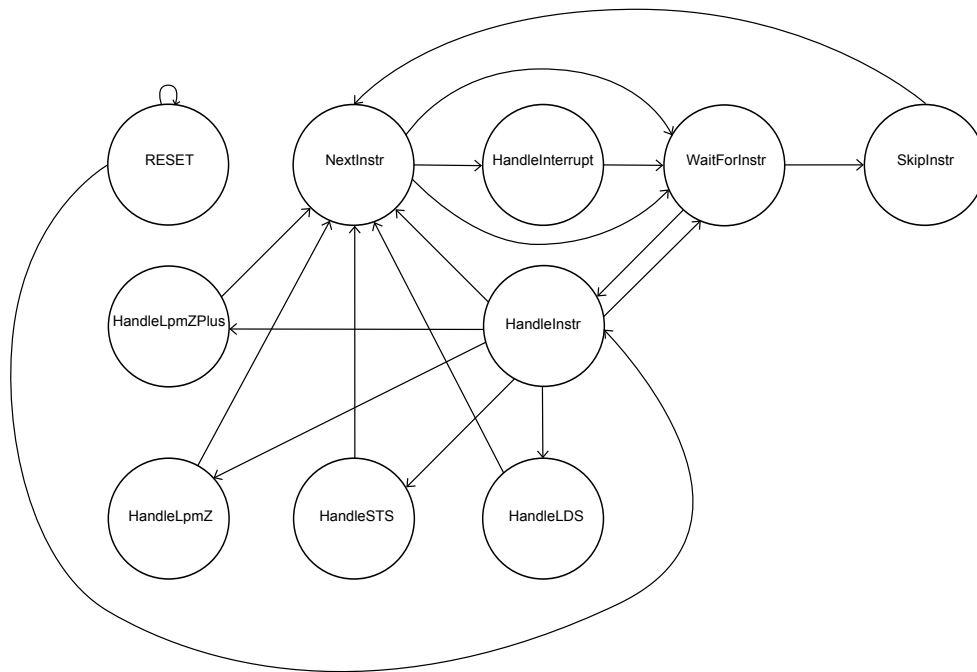 RESET
NextInstr
HandleInterrupt
WaitForInstr
SkipInstr
HandleLpmZPlus
HandleInstr
HandleLpmZ
HandleSTS
HandleLDS